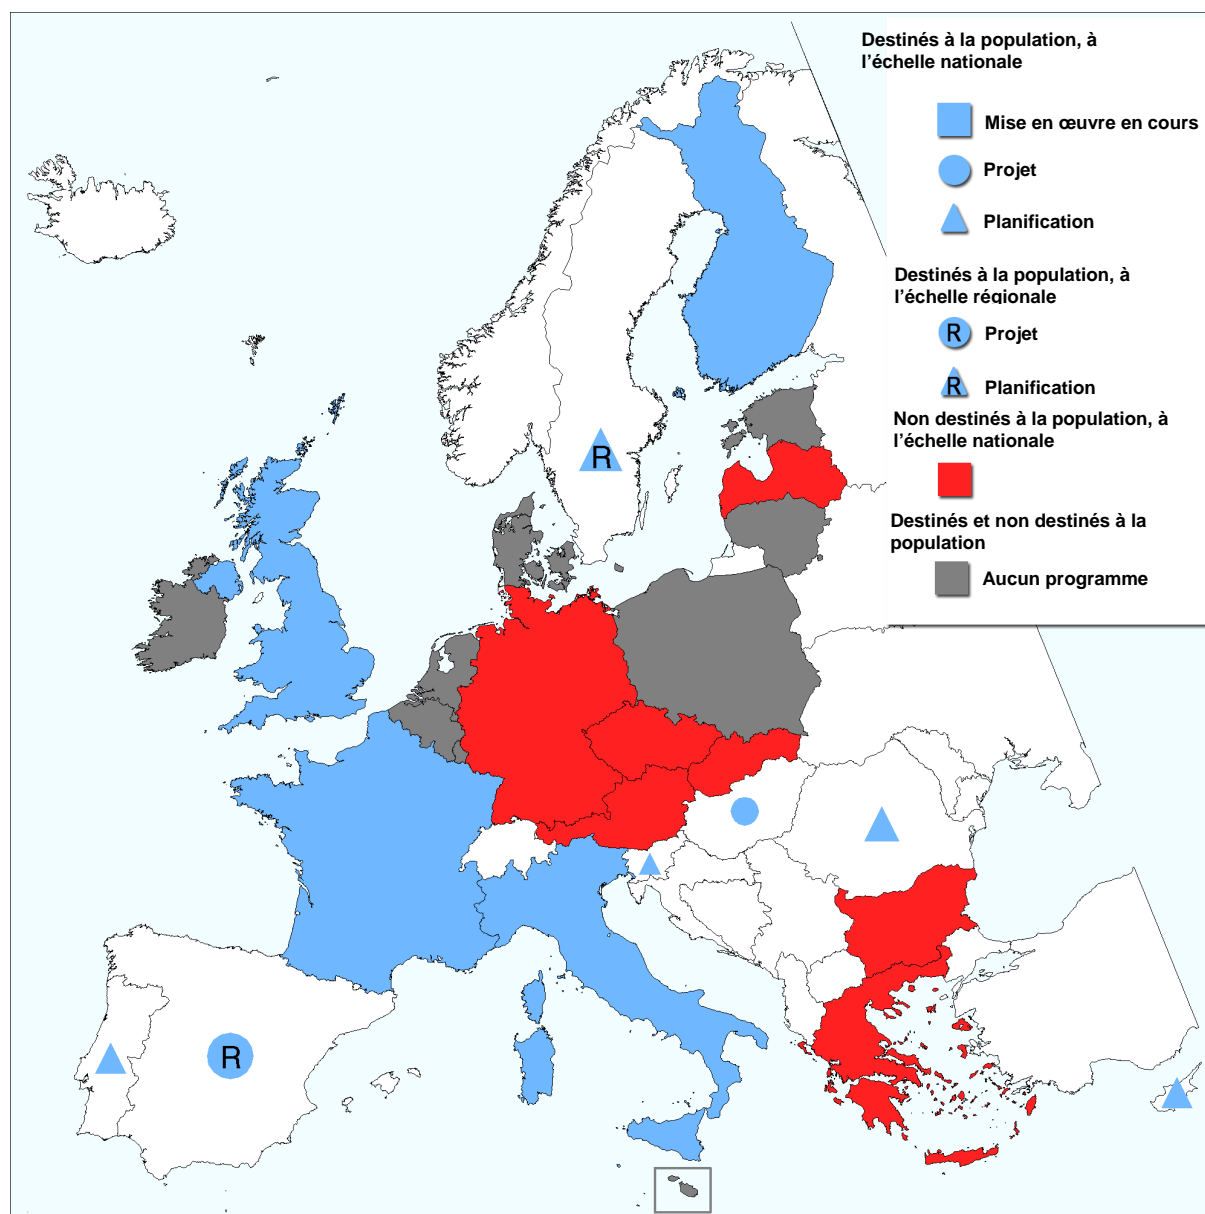 Destinés à la population, à
l’échelle nationale
Mise en œuvre en cours
Projet
Planification
Destinés à la population, à
l’échelle régionale
R Projet
R Planification
Non destinés à la population, à
l’échelle nationale
Destinés et non destinés à la
population
Aucun programme
R
R